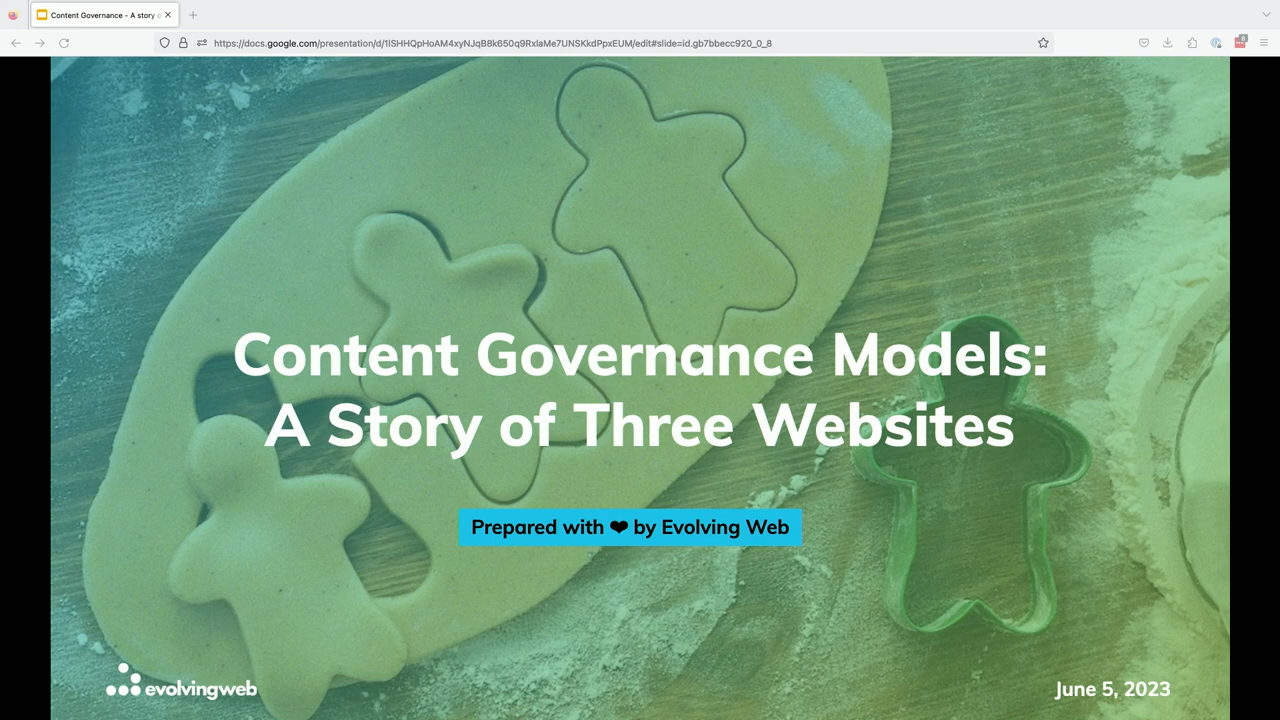 Content Governance - A story o
https://docs.google.com/presentation/d/1lSHHQpHoAM4xyNJqB8k650q9RxlaMe7UNSKkdPpxEUM/edit#slide=id.gb7bbecc920_0_8
Content Governance Models:
A Story of Three Websites
Prepared with ❤ by Evolving Web
evolvingweb
June 5, 2023